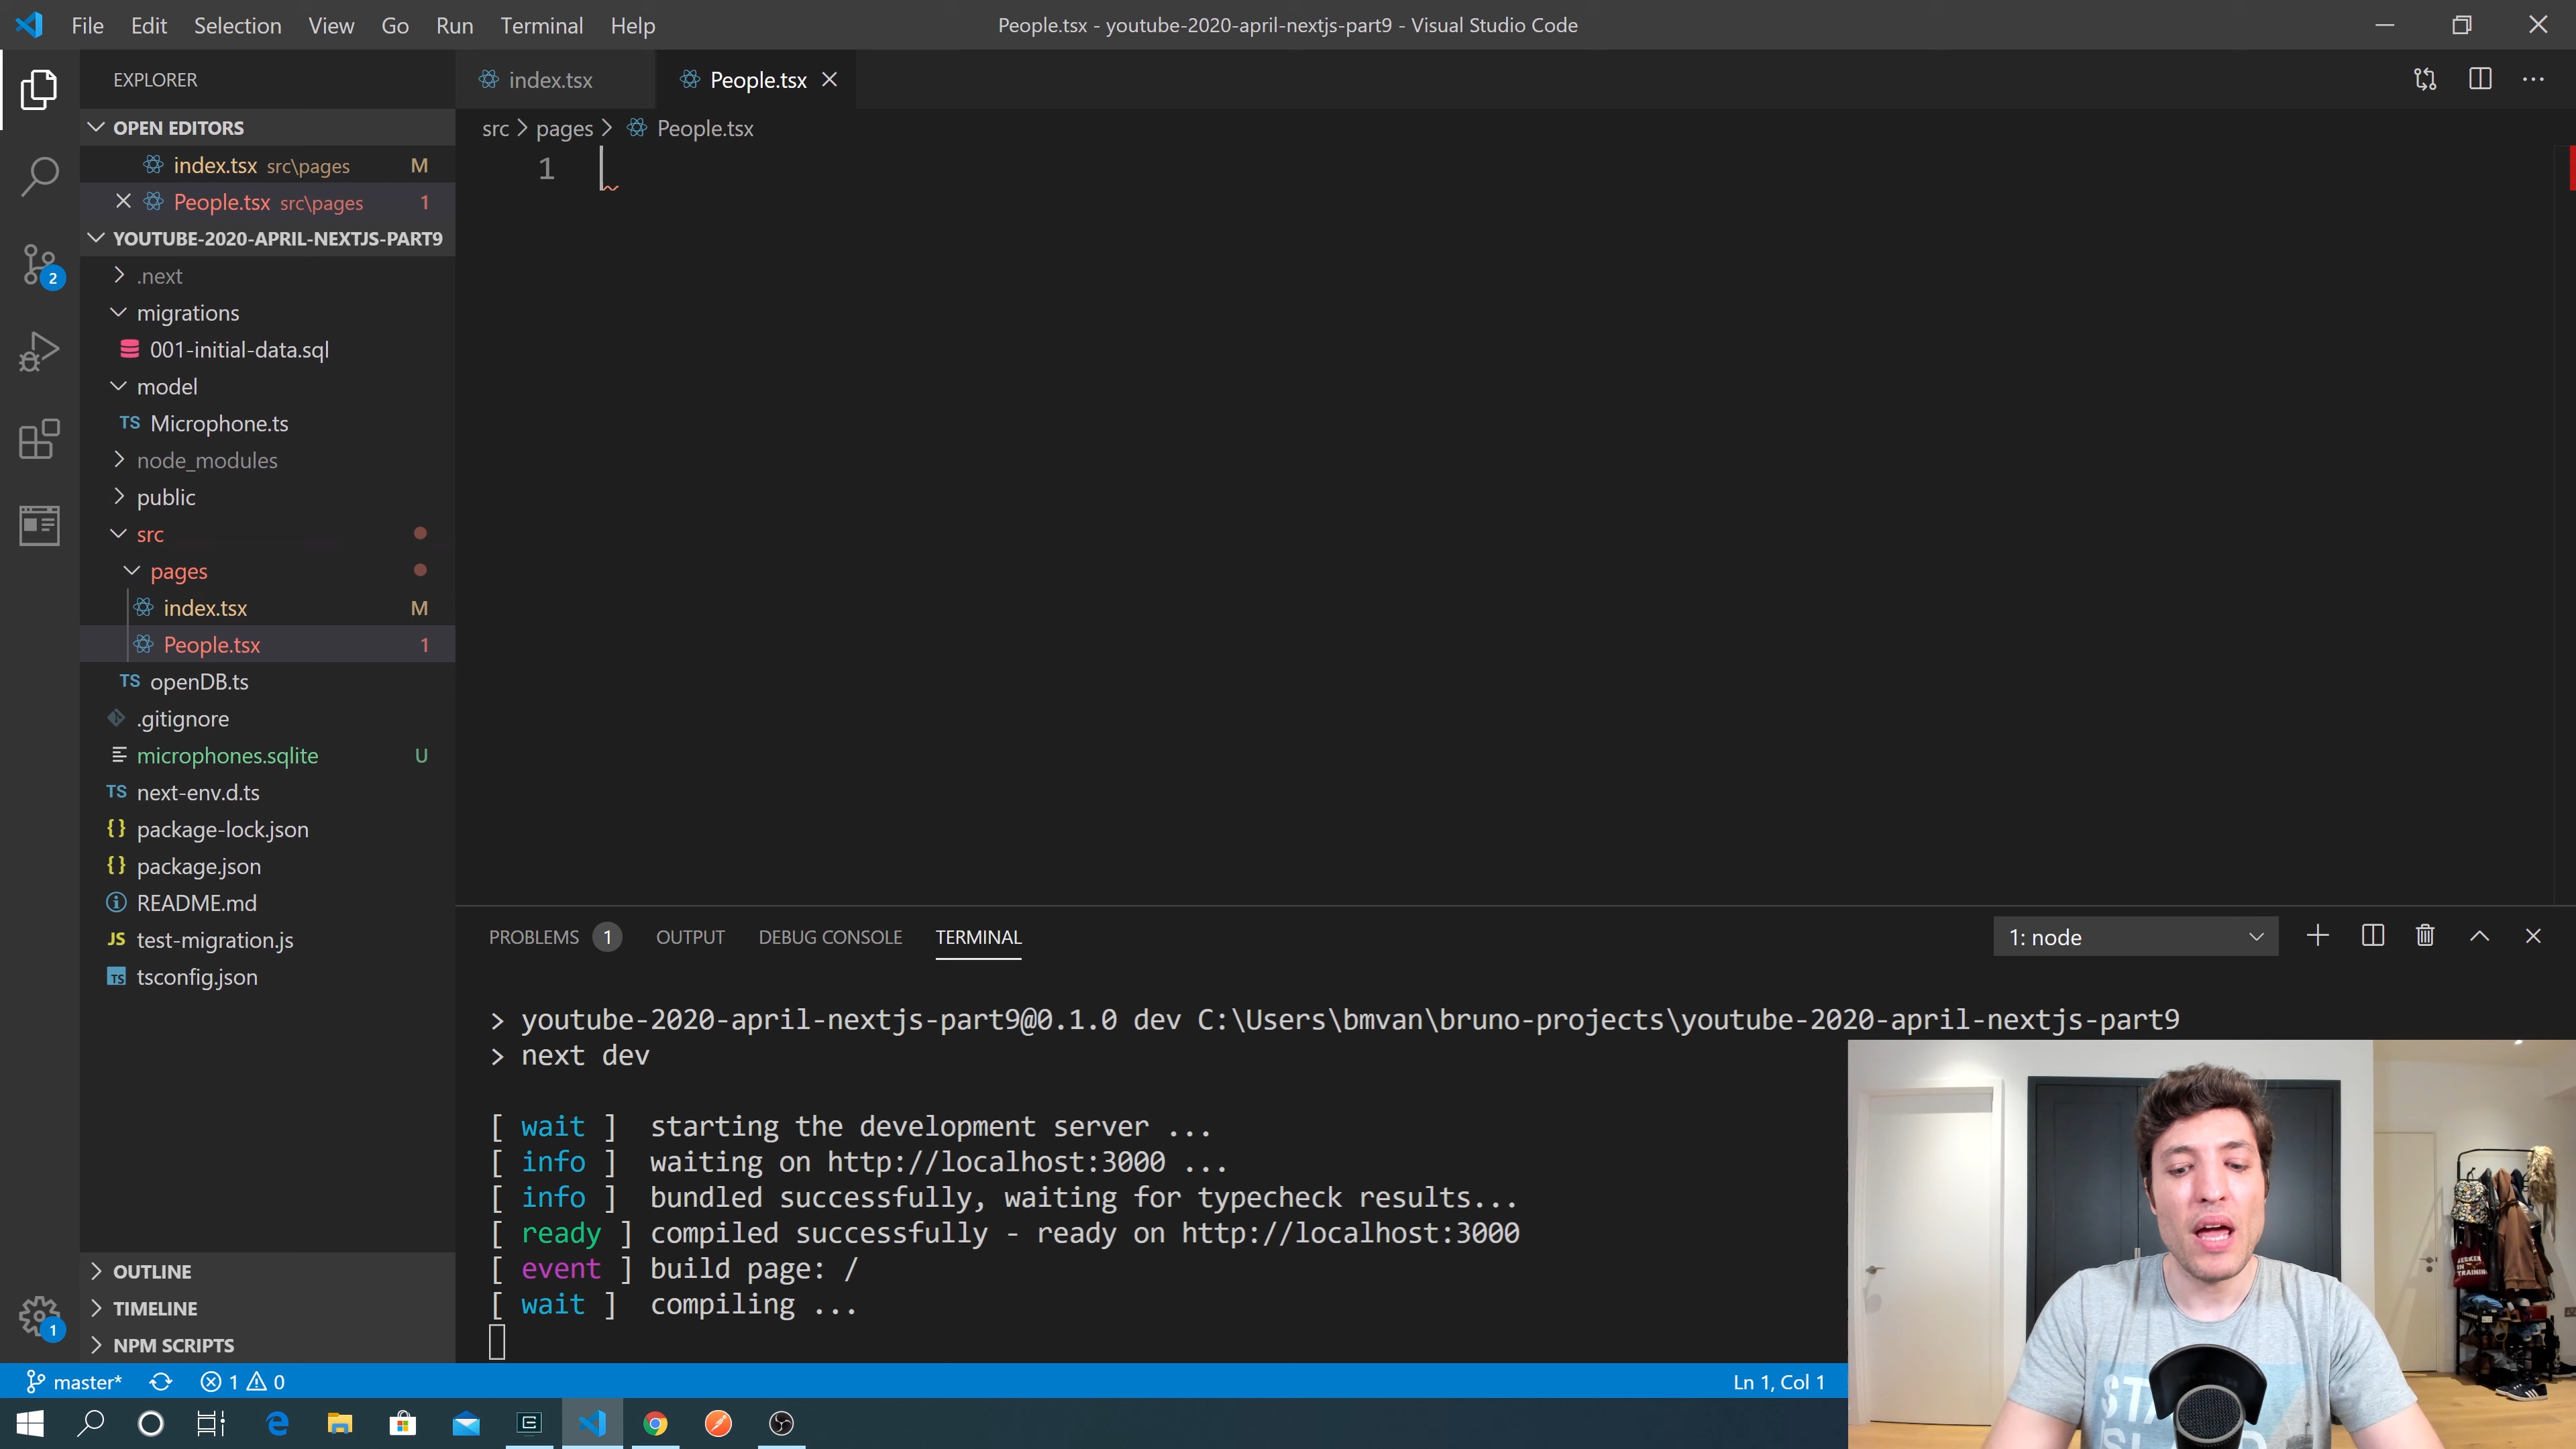 File Edit Selection View Go Run Terminal Help
People.tsx - youtube-2020-april-nextjs-part9 - Visual Studio Code
EXPLORER
OPEN EDITORS
index.tsx src\pages M
People.tsx src\pages 1
YOUTUBE-2020-APRIL-NEXTJS-PART9
.next
migrations
001-initial-data.sql
model
TS Microphone.ts
node_modules
public
src
pages
index.tsx M
People.tsx 1
TS openDB.ts
.gitignore
microphones.sqlite U
TS next-env.d.ts
{} package-lock.json
{} package.json
README.md
JS test-migration.js
TS tsconfig.json
OUTLINE
TIMELINE
NPM SCRIPTS
2
1
index.tsx People.tsx
src > pages > People.tsx
1
PROBLEMS 1 OUTPUT DEBUG CONSOLE TERMINAL 1: node
> youtube-2020-april-nextjs-part9@0.1.0 dev C:\Users\bmvan\bruno-projects\youtube-2020-april-nextjs-part9
> next dev
[ wait ] starting the development server ...
[ info ] waiting on http://localhost:3000 ...
[ info ] bundled successfully, waiting for typecheck results...
[ ready ] compiled successfully - ready on http://localhost:3000
[ event ] build page: /
[ wait ] compiling ...
master* 1 0 Ln 1, Col 1